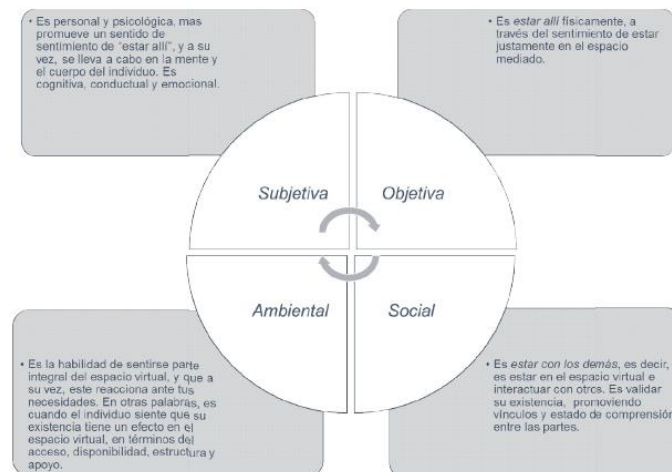 • Es personal y psicológica, mas
promueve un sentido de
sentimiento de "estar allí", y a su
vez, se lleva a cabo en la mente y
el cuerpo del individuo. Es
cognitiva, conductual y emocional.
• Es estar allí físicamente, a
través del sentimiento de estar
justamente en el espacio
mediado.
Subjetiva
Objetiva
Ambiental
Social
• Es la habilidad de sentirse parte
integral del espacio virtual, y que a
su vez, este reacciona ante tus
necesidades. En otras palabras, es
cuando el individuo siente que su
existencia tiene un efecto en el
espacio virtual, en términos del
acceso, disponibilidad, estructura y
apoyo.
• Es estar con los demás, es decir,
es estar en el espacio virtual e
interactuar con otros. Es validar
su existencia, promoviendo
vínculos y estado de comprensión
entre las partes.